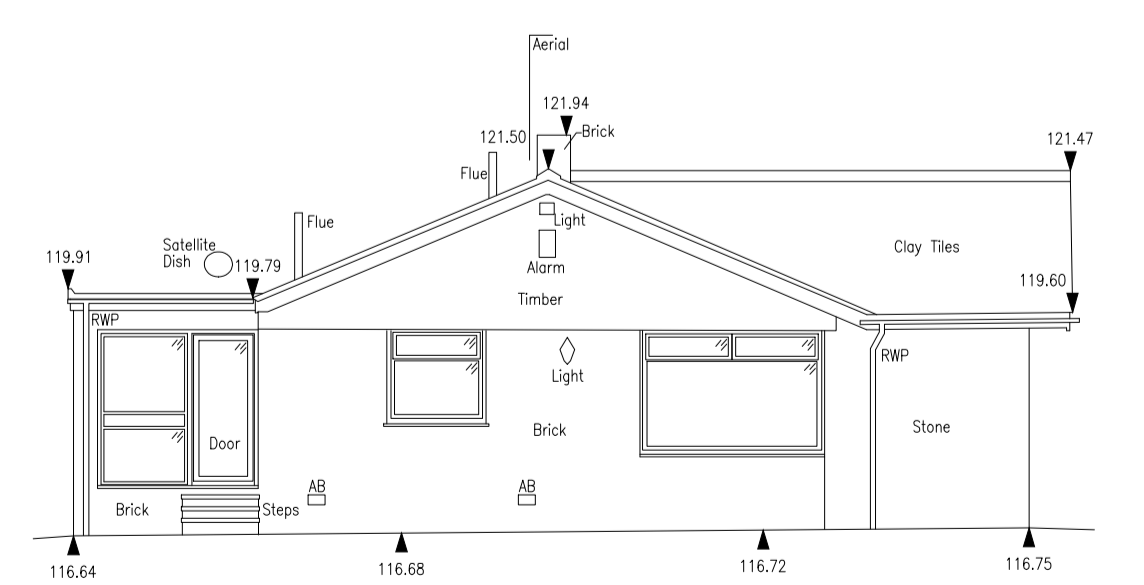 Aerial
121.94
121.50
Brick
121.47
Flue
Flue
Light
Satellite
Dish
Clay Tiles
119.91
119.79
Alarm
119.60
Timber
RWP
RWP
Light
Door
Brick
Stone
AB
AB
Brick
Steps
116.64
116.68
116.72
116.75